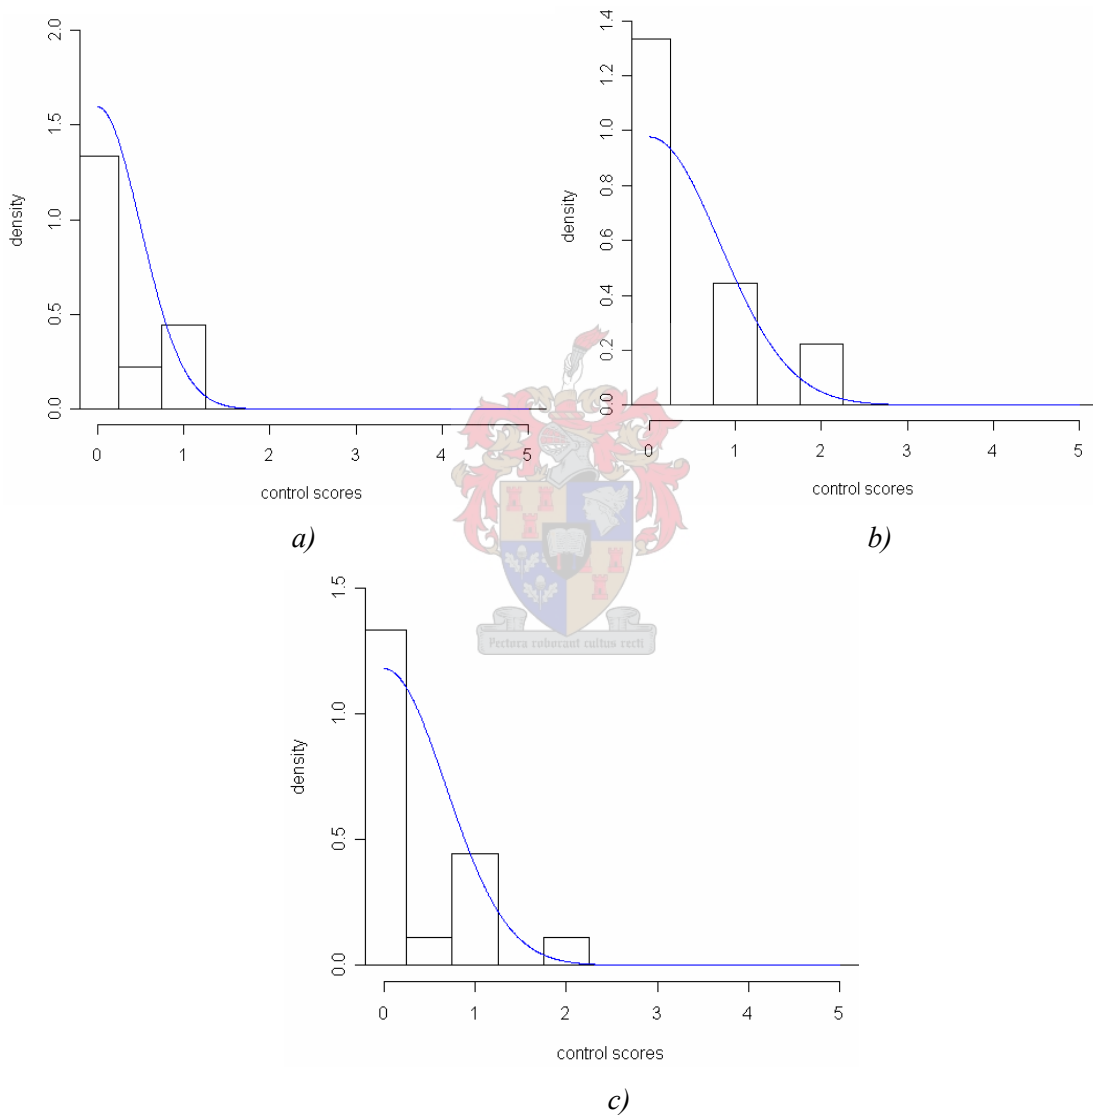 2.0
1.5
1.0
0.5
0.0
density
0 1 2 3 4 5
control scores
a)
1.4
1.2
1.0
0.8
0.6
0.4
0.2
0.0
density
0 1 2 3 4 5
control scores
b)
Pectora roborant cultus recti
1.5
1.0
0.5
0.0
density
0 1 2 3 4 5
control scores
c)